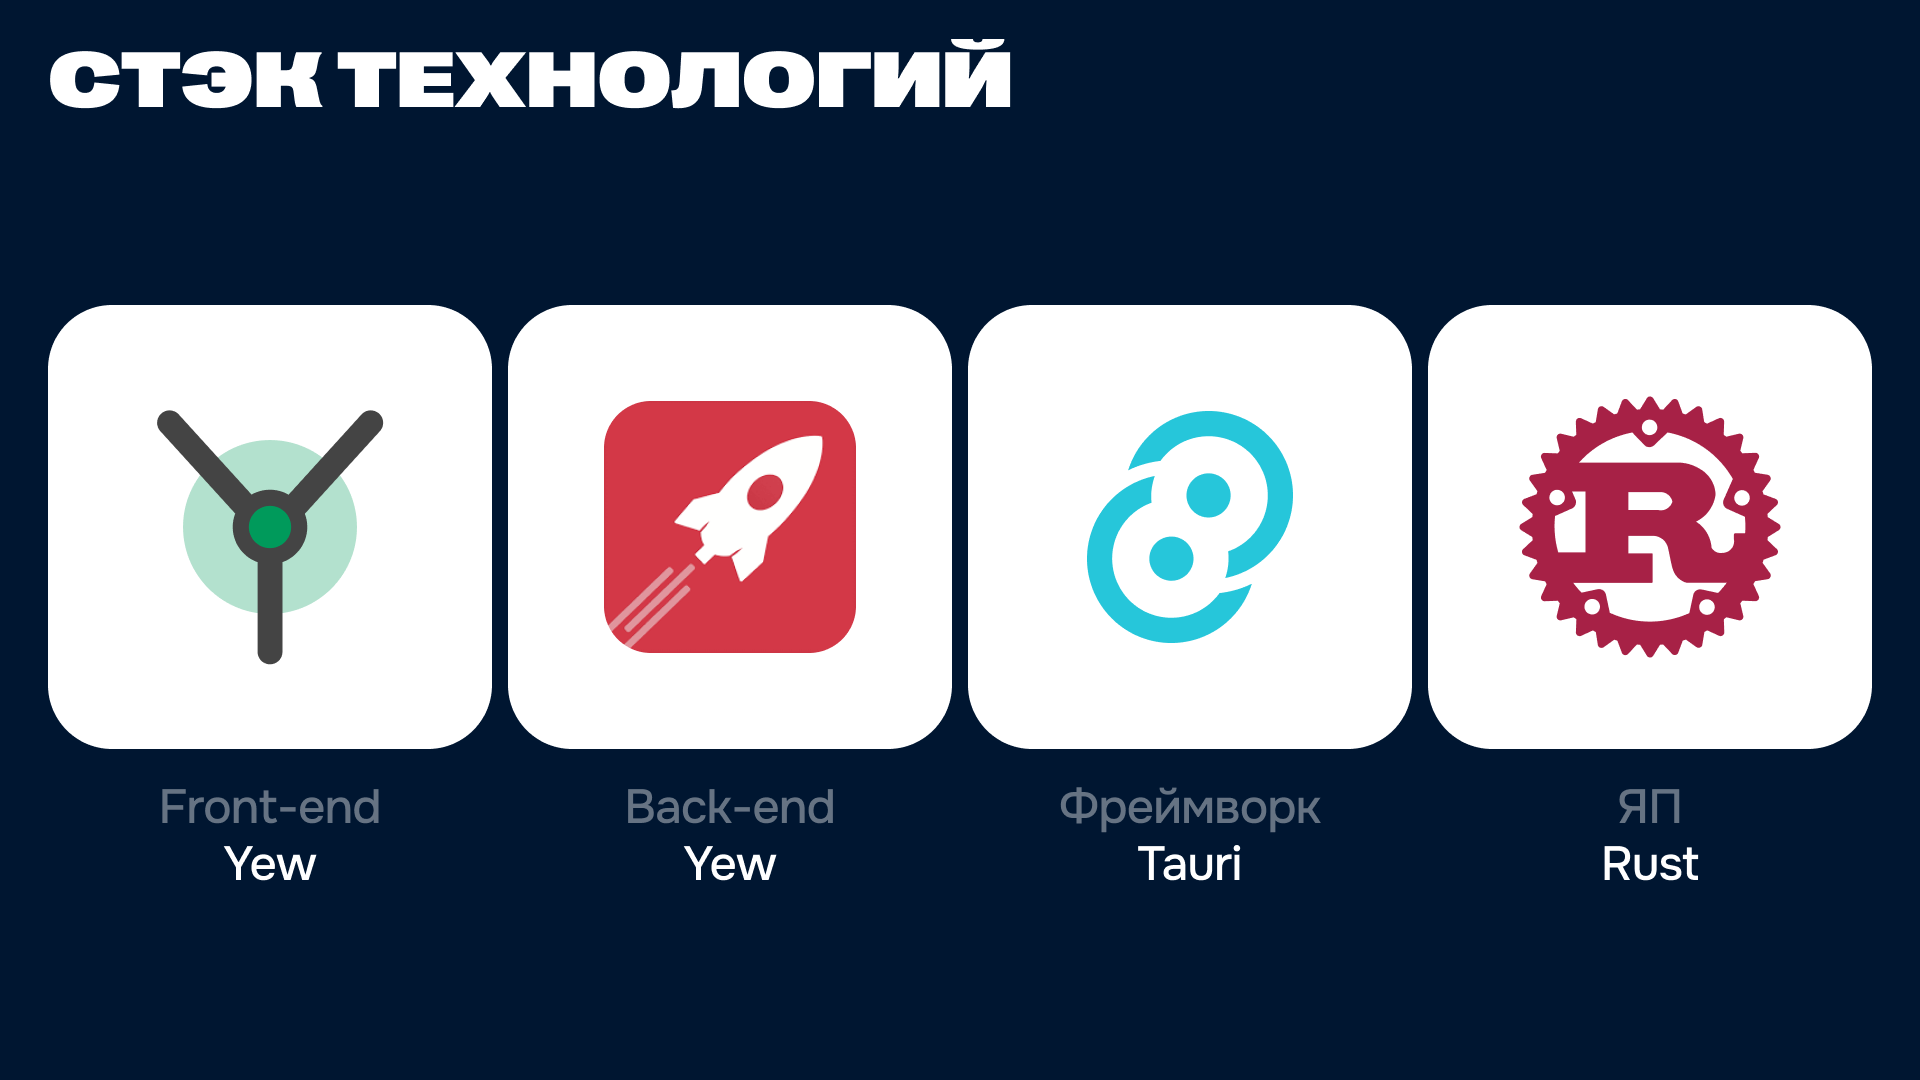 СТЭК ТЕХНОЛОГИЙ
Front-end
Yew
Back-end
Yew
Фреймворк
Tauri
ЯП
Rust